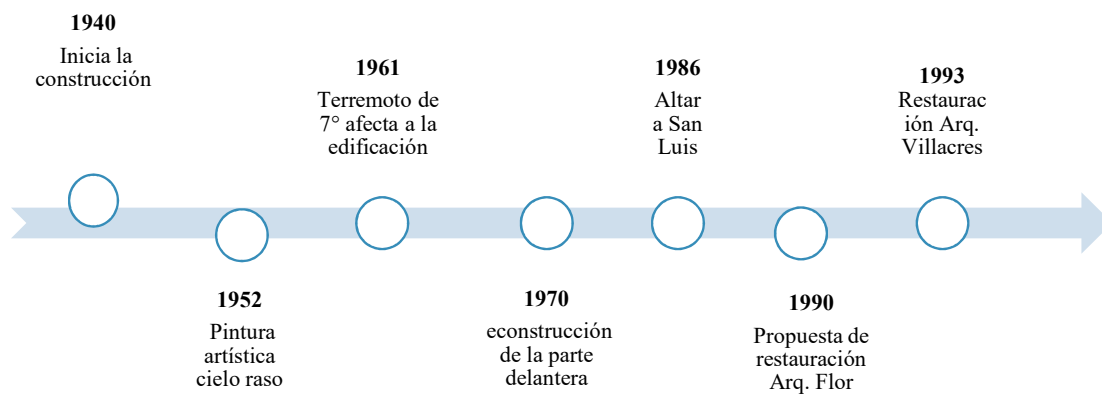 1940
Inicia la
construcción
1952
Pintura
artística
cielo raso
1961
Terremoto de
7° afecta a la
edificación
1970
econstrucción
de la parte
delantera
1986
Altar
a San
Luis
1990
Propuesta de
restauración
Arq. Flor
1993
Restaurac
ión Arq.
Villacres